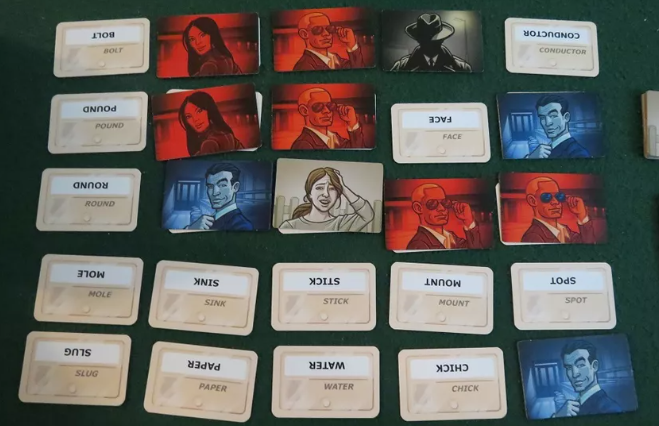 BOLT
BOLT
CONDUCTOR
CONDUCTOR
POUND
POUND
FACE
FACE
ROUND
ROUND
MOLE
MOLE
SINK
SINK
STICK
STICK
MOUNT
MOUNT
SPOT
SPOT
SLUG
SLUG
PAPER
PAPER
WATER
WATER
CHICK
CHICK